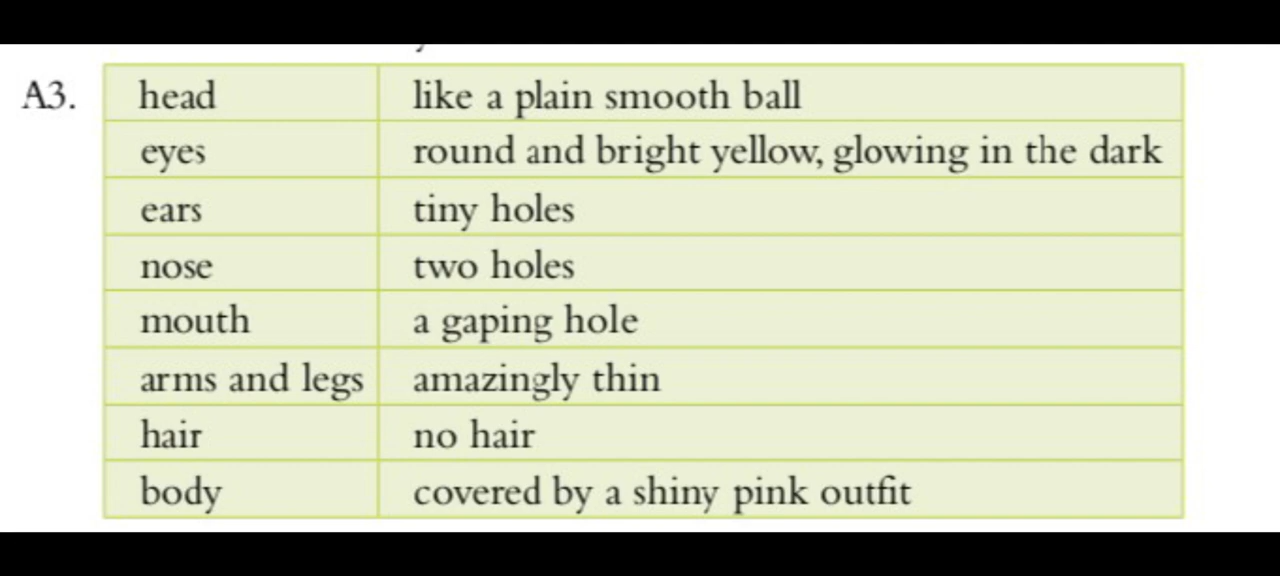 A3. head like a plain smooth ball
eyes round and bright yellow, glowing in the dark
ears tiny holes
nose two holes
mouth a gaping hole
arms and legs amazingly thin
hair no hair
body covered by a shiny pink outfit